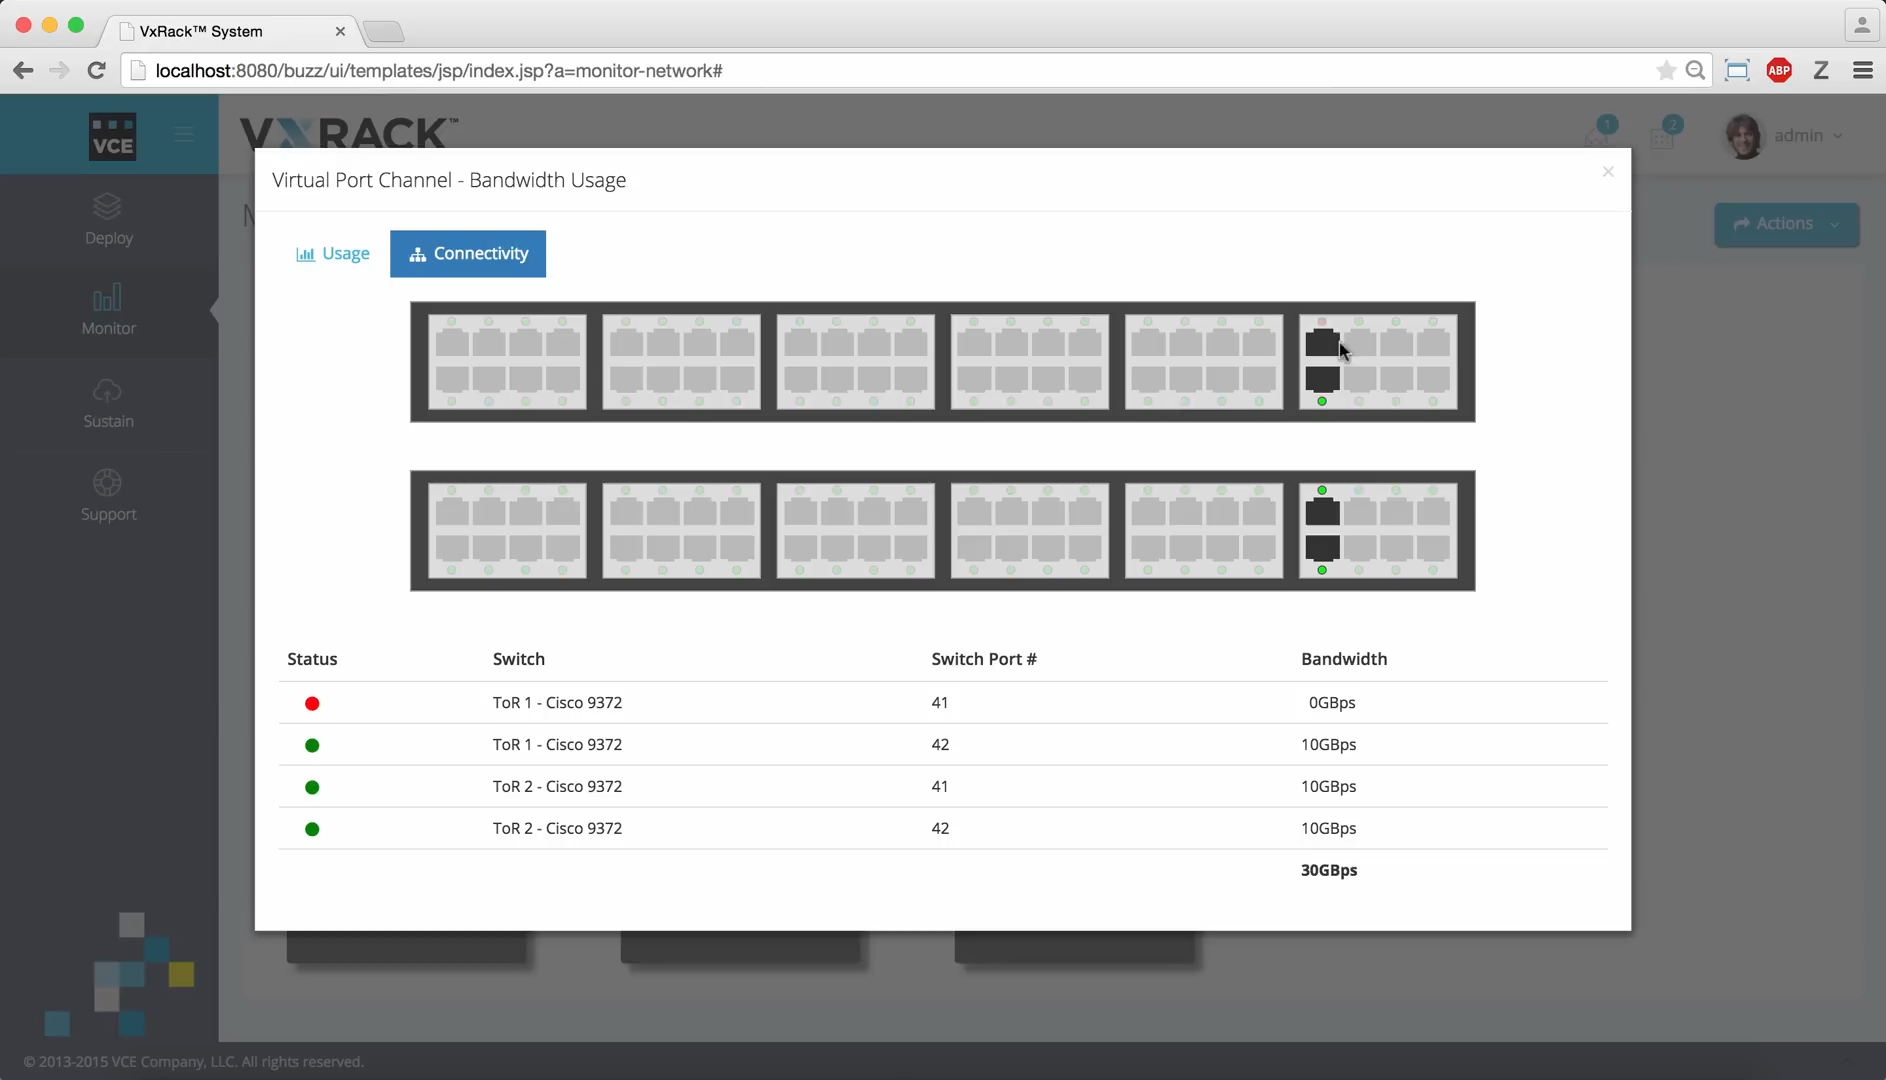 VxRack™ System
localhost:8080/buzz/ui/templates/jsp/index.jsp?a=monitor-network#
ABP
Z
VCE
VXRACK™
1
2
admin
Deploy
Monitor
Sustain
Support
M
Actions
Virtual Port Channel - Bandwidth Usage
×
Usage
Connectivity
Status Switch Switch Port # Bandwidth
ToR 1 - Cisco 9372 41 0GBps
ToR 1 - Cisco 9372 42 10GBps
ToR 2 - Cisco 9372 41 10GBps
ToR 2 - Cisco 9372 42 10GBps
30GBps
© 2013-2015 VCE Company, LLC. All rights reserved.